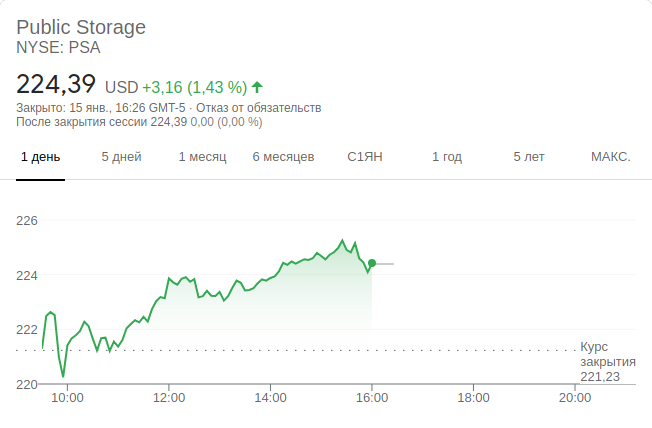 Public Storage
NYSE: PSA
224,39 USD +3,16 (1,43 %)
Закрыто: 15 янв., 16:26 GMT-5 · Отказ от обязательств
После закрытия сессии 224,39 0,00 (0,00 %)
1 день 5 дней 1 месяц 6 месяцев С1ЯН 1 год 5 лет МАКС.
226
224
222
Курс
закрытия
221,23
220
10:00 12:00 14:00 16:00 18:00 20:00